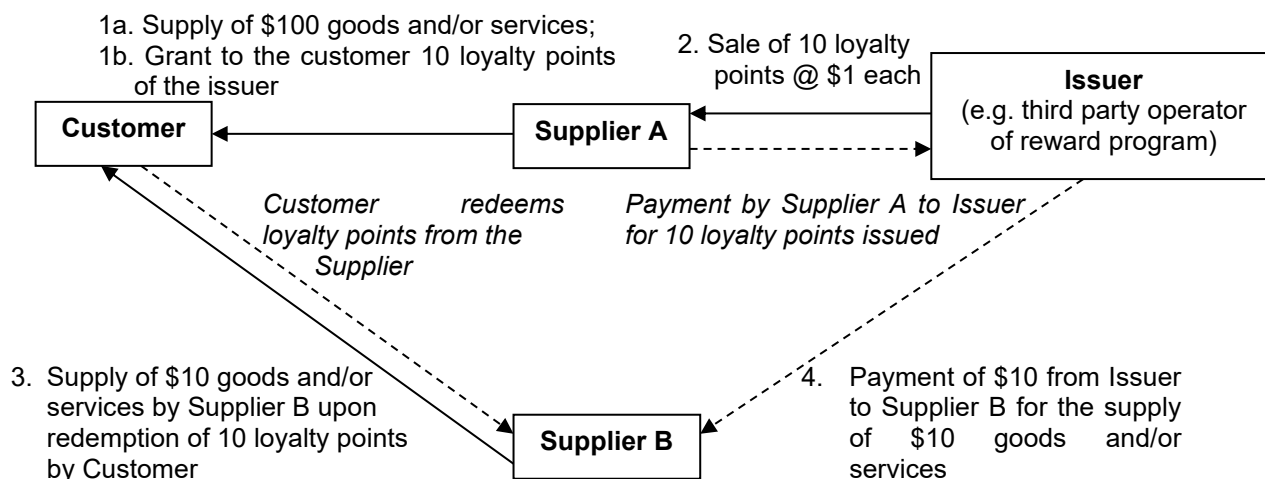 1a. Supply of $100 goods and/or services;
1b. Grant to the customer 10 loyalty points
of the issuer
2. Sale of 10 loyalty
points @ $1 each
Issuer
(e.g. third party operator
of reward program)
Customer
Supplier A
Customer redeems
loyalty points from the
Supplier
Payment by Supplier A to Issuer
for 10 loyalty points issued
3. Supply of $10 goods and/or
services by Supplier B upon
redemption of 10 loyalty points
by Customer
Supplier B
4. Payment of $10 from Issuer
to Supplier B for the supply
of $10 goods and/or
services